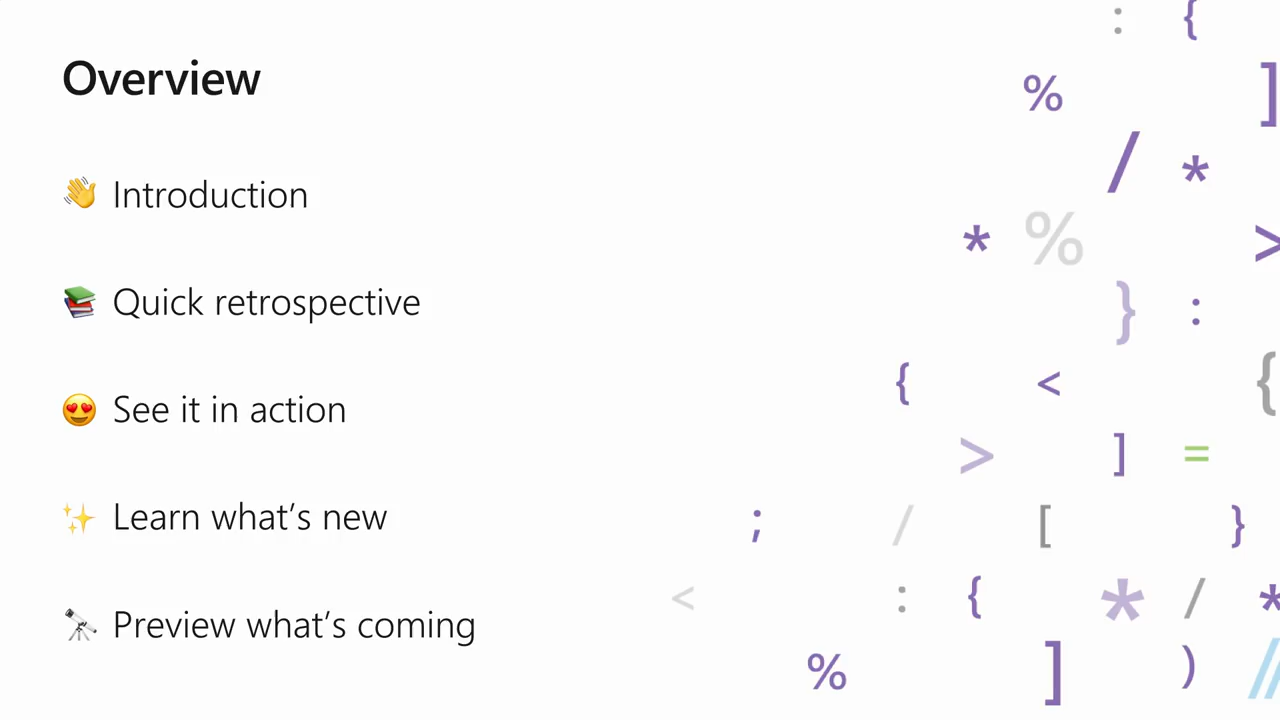 Overview
👋 Introduction
📚 Quick retrospective
😍 See it in action
✨ Learn what’s new
🔭 Preview what’s coming
: {
% ]
/ *
* % >
} :
{ < {
> ] =
; / [ }
< : { * / *
% ] ) //